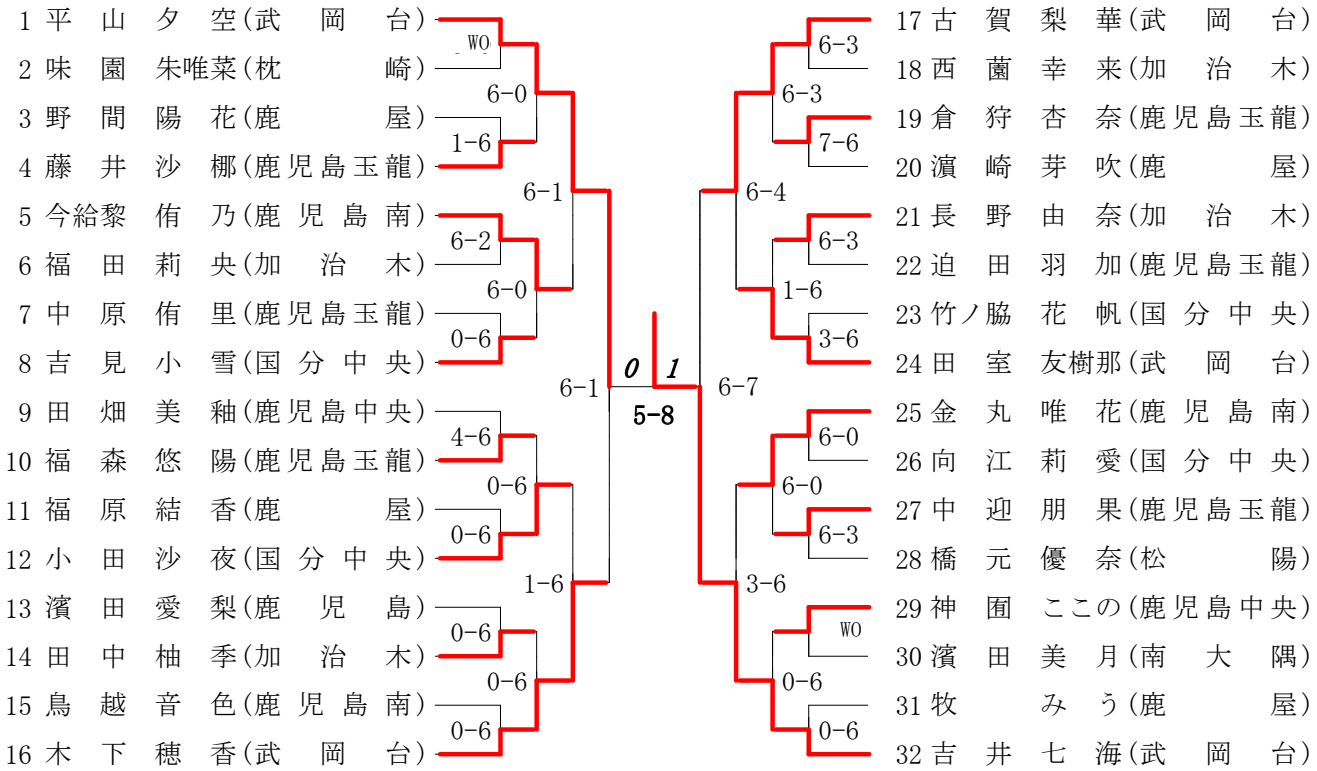 1 平山夕空(武岡台)
WO
2 味園朱唯菜(枕崎)
6-0
3 野間陽花(鹿屋)
1-6
4 藤井沙梛(鹿児島玉龍)
6-1
5 今給黎侑乃(鹿児島南)
6-2
6 福田莉央(加治木)
6-0
7 中原侑里(鹿児島玉龍)
0-6
8 吉見小雪(国分中央)
6-1
9 田畑美釉(鹿児島中央)
4-6
10 福森悠陽(鹿児島玉龍)
0-6
11 福原結香(鹿屋)
0-6
12 小田沙夜(国分中央)
1-6
13 濱田愛梨(鹿児島)
0-6
14 田中柚季(加治木)
0-6
15 鳥越音色(鹿児島南)
0-6
16 木下穂香(武岡台)
0 1
5-8
17 古賀梨華(武岡台)
6-3
18 西薗幸来(加治木)
6-3
19 倉狩杏奈(鹿児島玉龍)
7-6
20 濵崎芽吹(鹿屋)
6-4
21 長野由奈(加治木)
6-3
22 迫田羽加(鹿児島玉龍)
1-6
23 竹ノ脇花帆(国分中央)
3-6
24 田室友樹那(武岡台)
6-7
25 金丸唯花(鹿児島南)
6-0
26 向江莉愛(国分中央)
6-0
27 中迎朋果(鹿児島玉龍)
6-3
28 橋元優奈(松陽)
3-6
29 神囿ここの(鹿児島中央)
WO
30 濱田美月(南大隅)
0-6
31 牧みう(鹿屋)
0-6
32 吉井七海(武岡台)